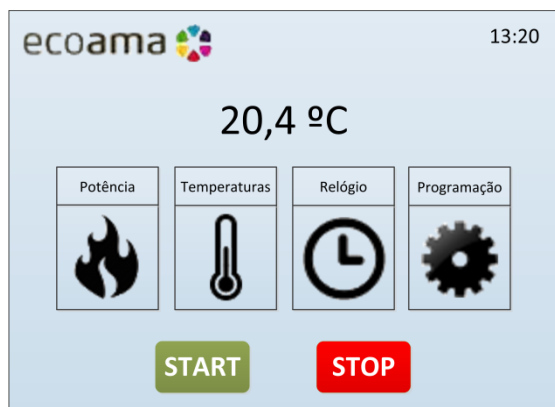 ecoama
13:20
20,4 ºC
Potência
Temperaturas
Relógio
Programação
START
STOP